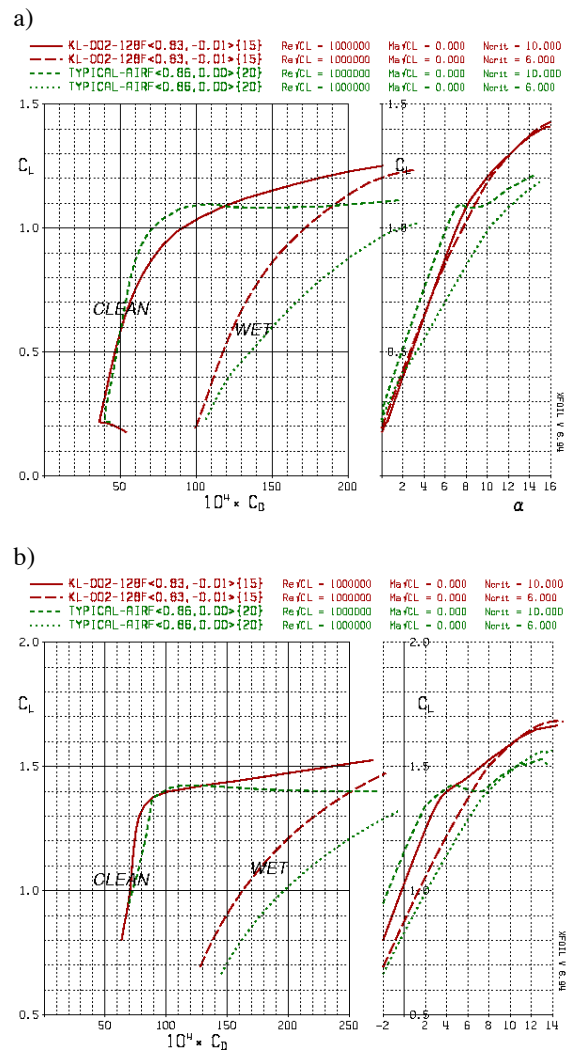 a)
KL-002-128F<0.83,-0.01>{15} Re√CL = 1000000 Ma√CL = 0.000 Ncrit = 10.000
KL-002-128F<0.83,-0.01>{15} Re√CL = 1000000 Ma√CL = 0.000 Ncrit = 6.000
TYPICAL-AIRF<0.86,0.00>{20} Re√CL = 1000000 Ma√CL = 0.000 Ncrit = 10.000
TYPICAL-AIRF<0.86,0.00>{20} Re√CL = 1000000 Ma√CL = 0.000 Ncrit = 6.000
1.5 1.5
C_L C_L
1.0 1.0
CLEAN
WET
0.5 0.5
0.0
50 100 150 200 2 4 6 8 10 12 14 16
10⁴ × C_D α
XFOIL V 6.94
b)
KL-002-128F<0.83,-0.01>{15} Re√CL = 1000000 Ma√CL = 0.000 Ncrit = 10.000
KL-002-128F<0.83,-0.01>{15} Re√CL = 1000000 Ma√CL = 0.000 Ncrit = 6.000
TYPICAL-AIRF<0.86,0.00>{20} Re√CL = 1000000 Ma√CL = 0.000 Ncrit = 10.000
TYPICAL-AIRF<0.86,0.00>{20} Re√CL = 1000000 Ma√CL = 0.000 Ncrit = 6.000
2.0 2.0
C_L C_L
1.5 1.5
CLEAN
WET
1.0 1.0
0.5 0.5
50 100 150 200 250 -2 2 4 6 8 10 12 14
10⁴ × C_D α
XFOIL V 6.94